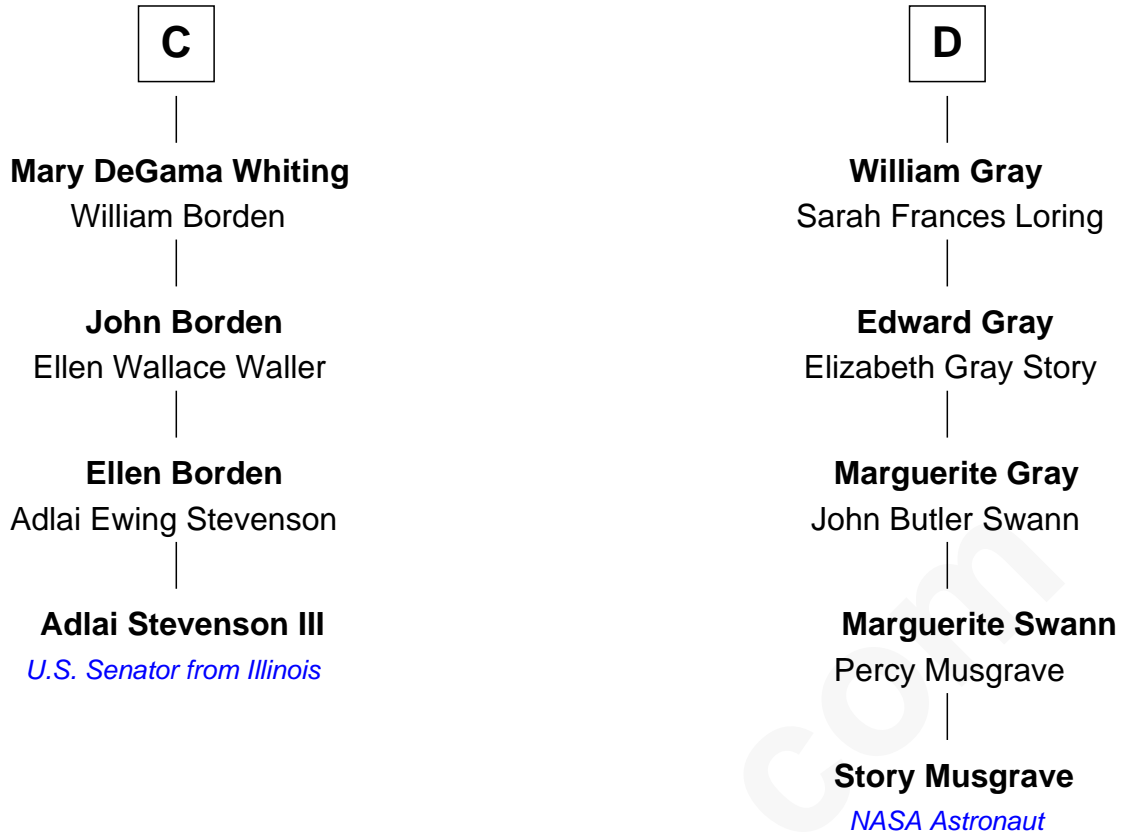 C
Mary DeGama Whiting
William Borden
John Borden
Ellen Wallace Waller
Ellen Borden
Adlai Ewing Stevenson
Adlai Stevenson III
U.S. Senator from Illinois
D
William Gray
Sarah Frances Loring
Edward Gray
Elizabeth Gray Story
Marguerite Gray
John Butler Swann
Marguerite Swann
Percy Musgrave
Story Musgrave
NASA Astronaut
com